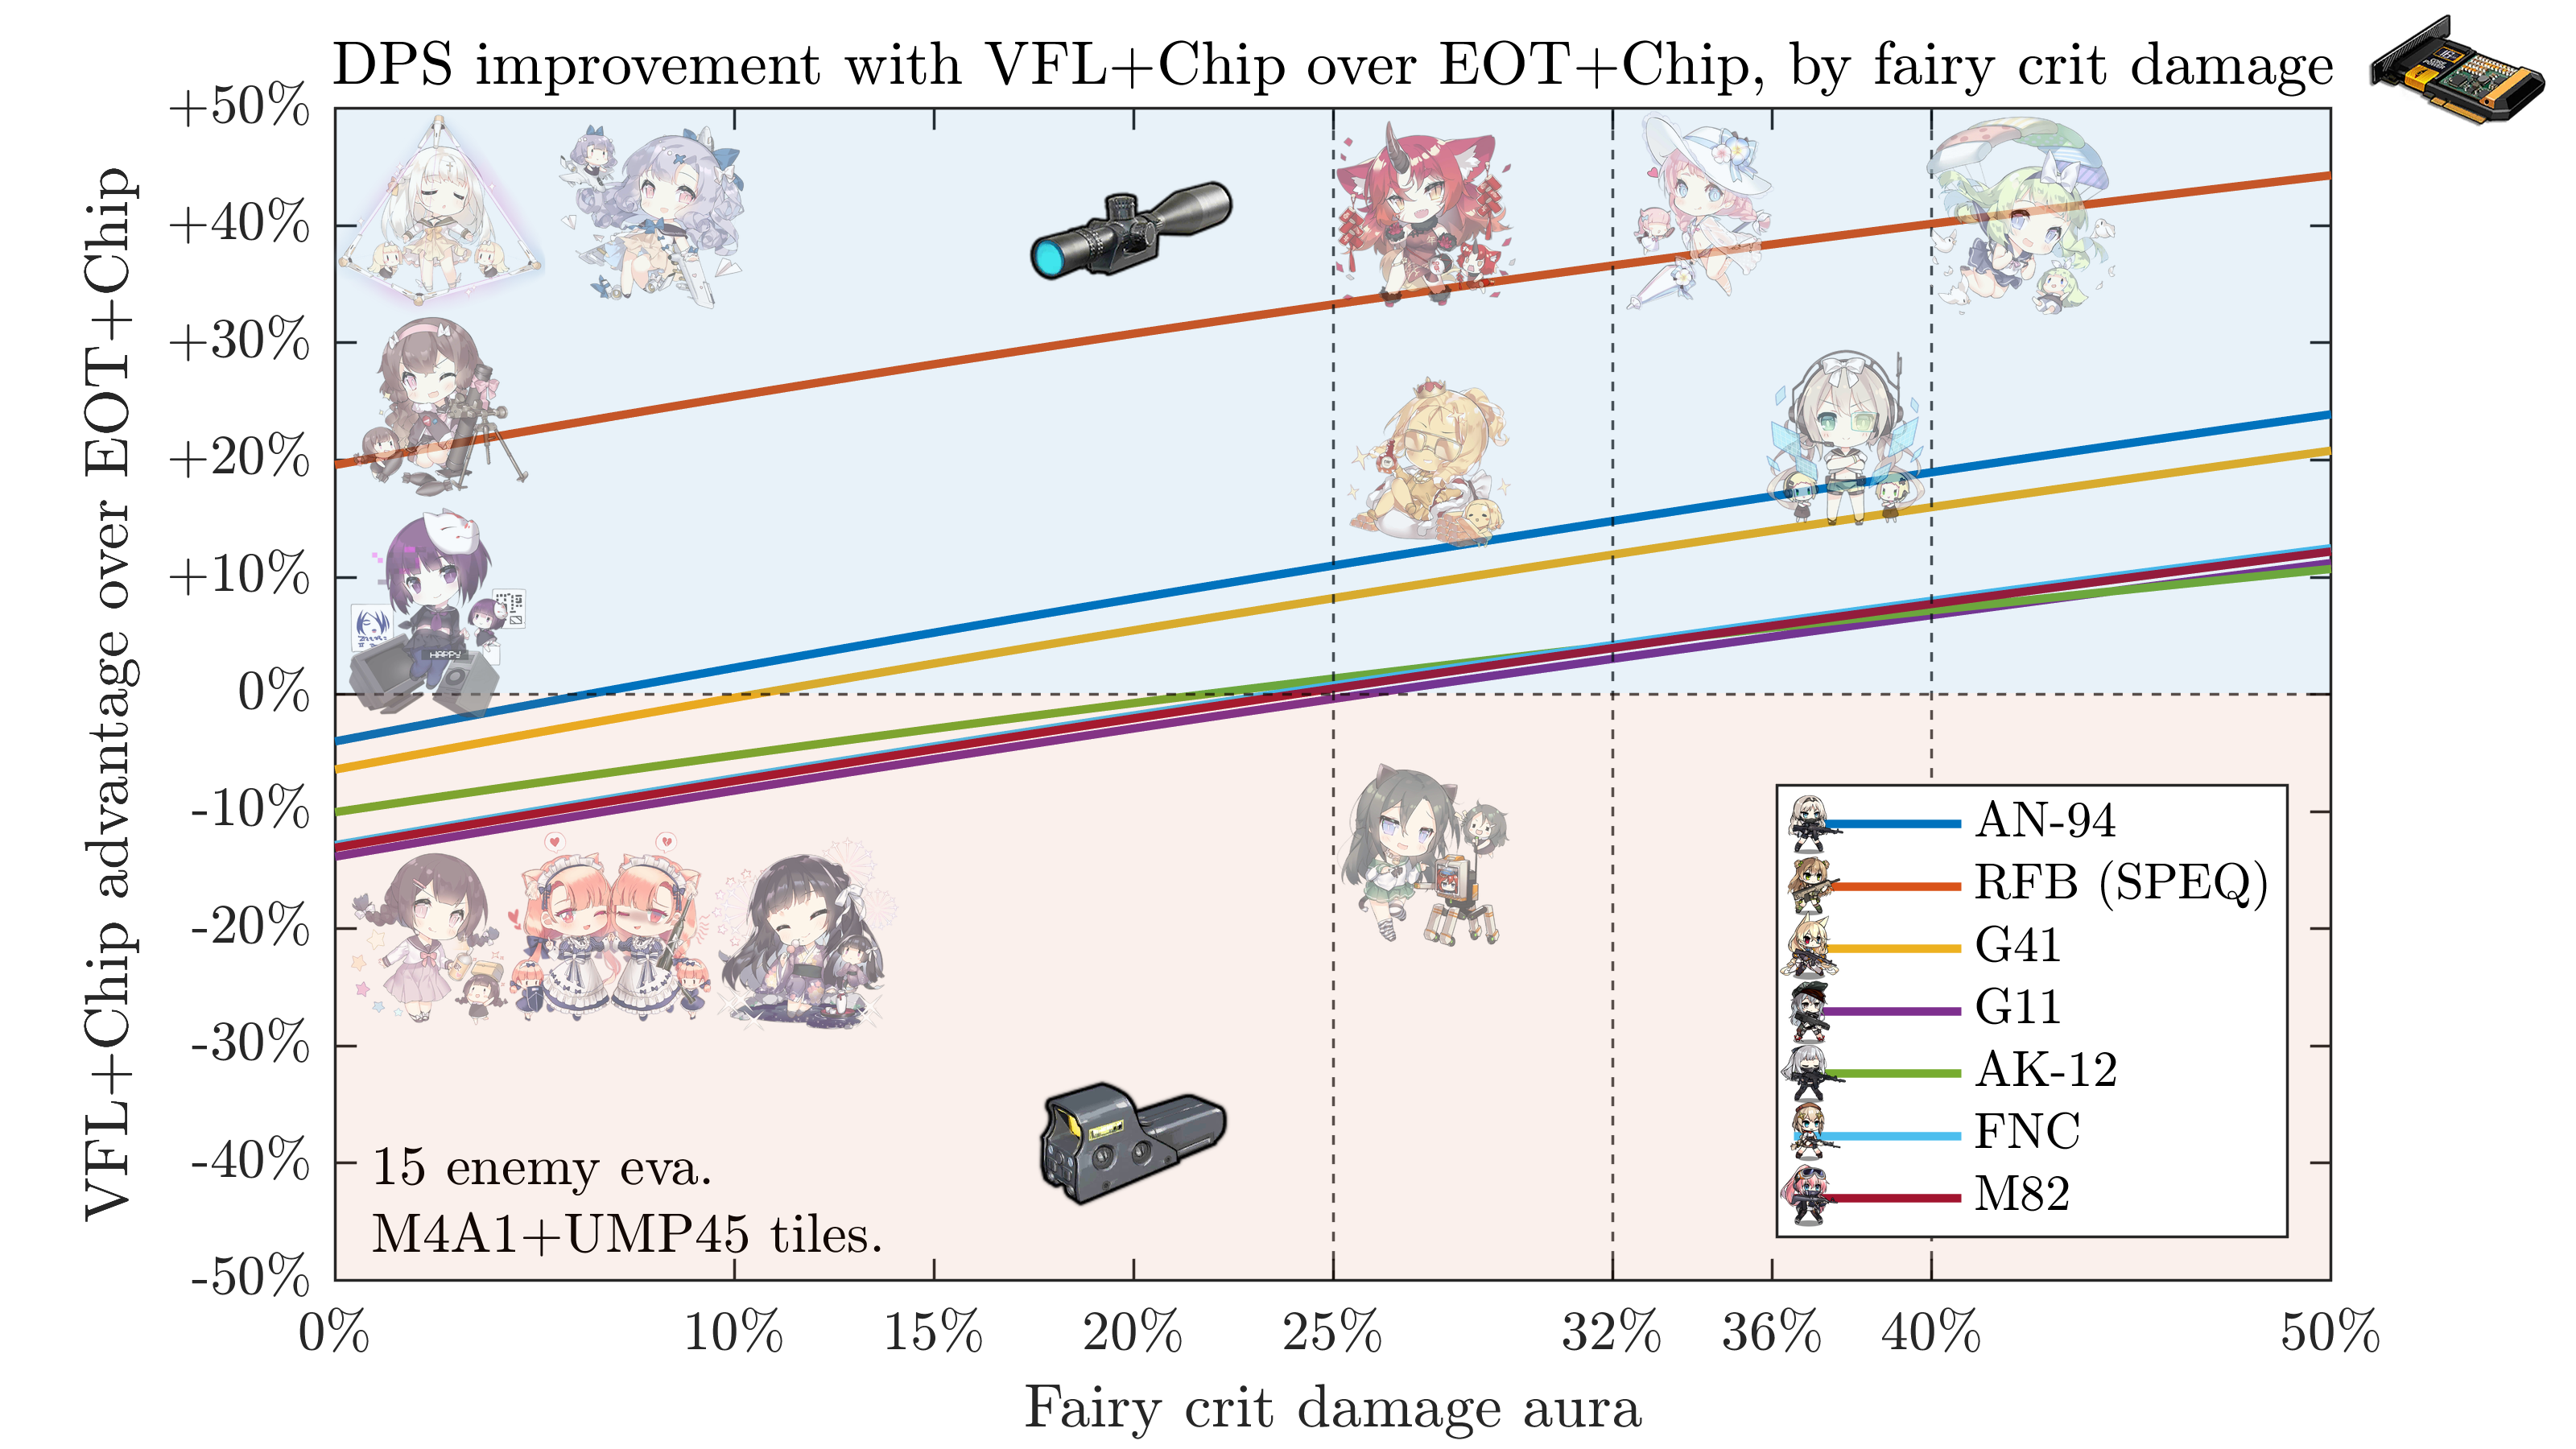 DPS improvement with VFL+Chip over EOT+Chip, by fairy crit damage
VFL+Chip advantage over EOT+Chip
+50%
+40%
+30%
+20%
+10%
0%
-10%
-20%
-30%
-40%
-50%
HAPPY
15 enemy eva.
M4A1+UMP45 tiles.
AN-94
RFB (SPEQ)
G41
G11
AK-12
FNC
M82
0% 10% 15% 20% 25% 32% 36% 40% 50%
Fairy crit damage aura